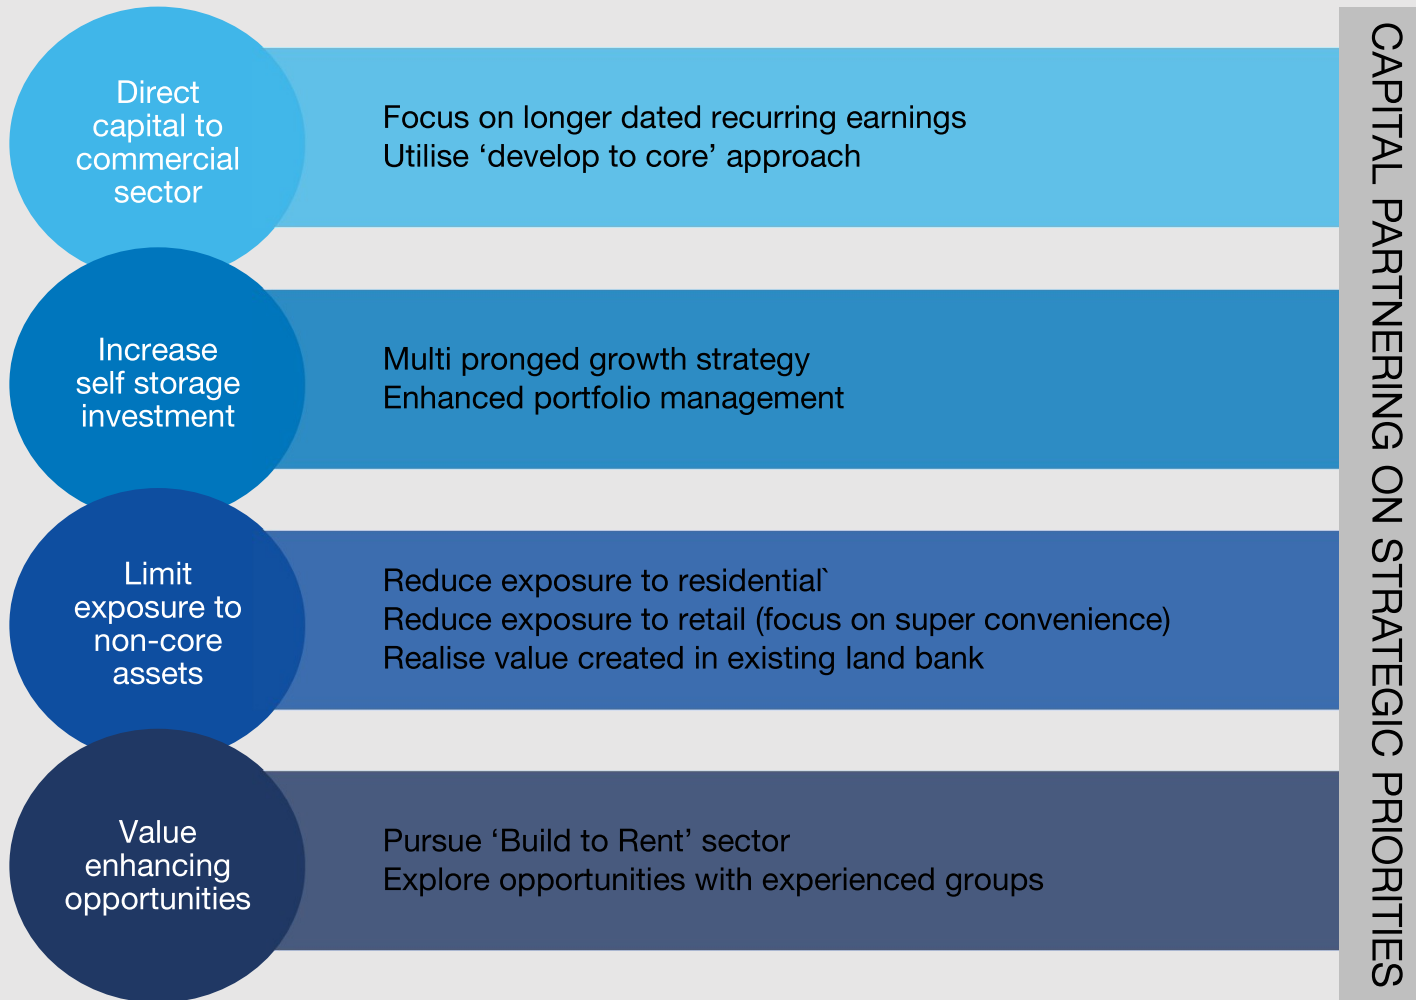 Direct
capital to
commercial
sector
Focus on longer dated recurring earnings
Utilise ‘develop to core’ approach
Increase
self storage
investment
Multi pronged growth strategy
Enhanced portfolio management
Limit
exposure to
non-core
assets
Reduce exposure to residential`
Reduce exposure to retail (focus on super convenience)
Realise value created in existing land bank
Value
enhancing
opportunities
Pursue ‘Build to Rent’ sector
Explore opportunities with experienced groups
CAPITAL PARTNERING ON STRATEGIC PRIORITIES